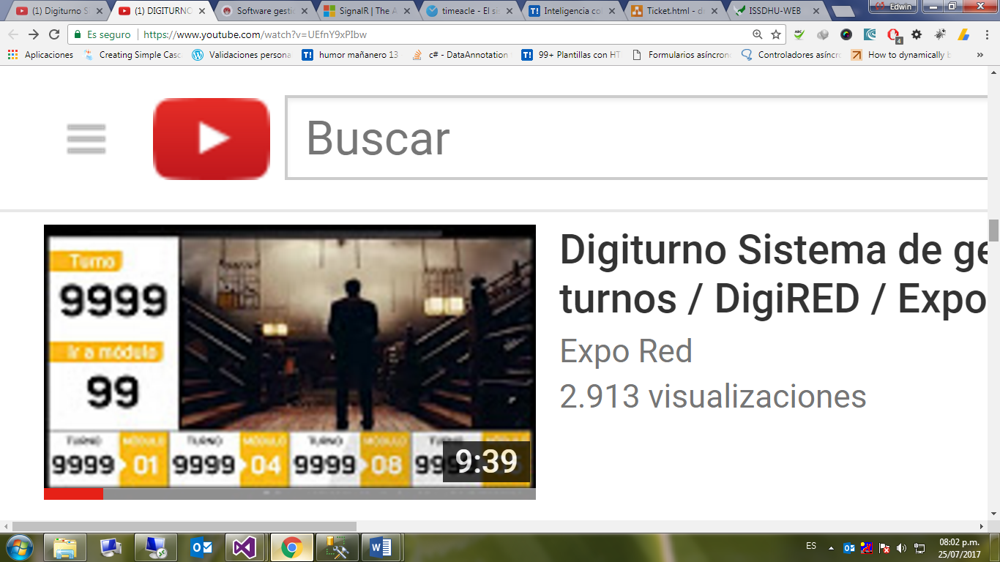 (1) Digiturno S
(1) DIGITURNO
Software gesti
SignalR | The A
timeacle - El si
Inteligencia col
Ticket.html - d
ISSDHU-WEB
Edwin
Es seguro
https://www.youtube.com/watch?v=UEfnY9xPIbw
4
Aplicaciones
Creating Simple Casc
Validaciones persona
humor mañanero 13
c# - DataAnnotation
99+ Plantillas con HT
Formularios asíncron
Controladores asíncr
How to dynamically b
»
Buscar
Turno
9999
Ir a módulo
99
TURNO
MÓDULO
TURNO
MÓDULO
TURNO
MÓDULO
TURNO
9999
01
9999
04
9999
08
9:39
Digiturno Sistema de ge
turnos / DigiRED / Expo
Expo Red
2.913 visualizaciones
ES
08:02 p.m.
25/07/2017